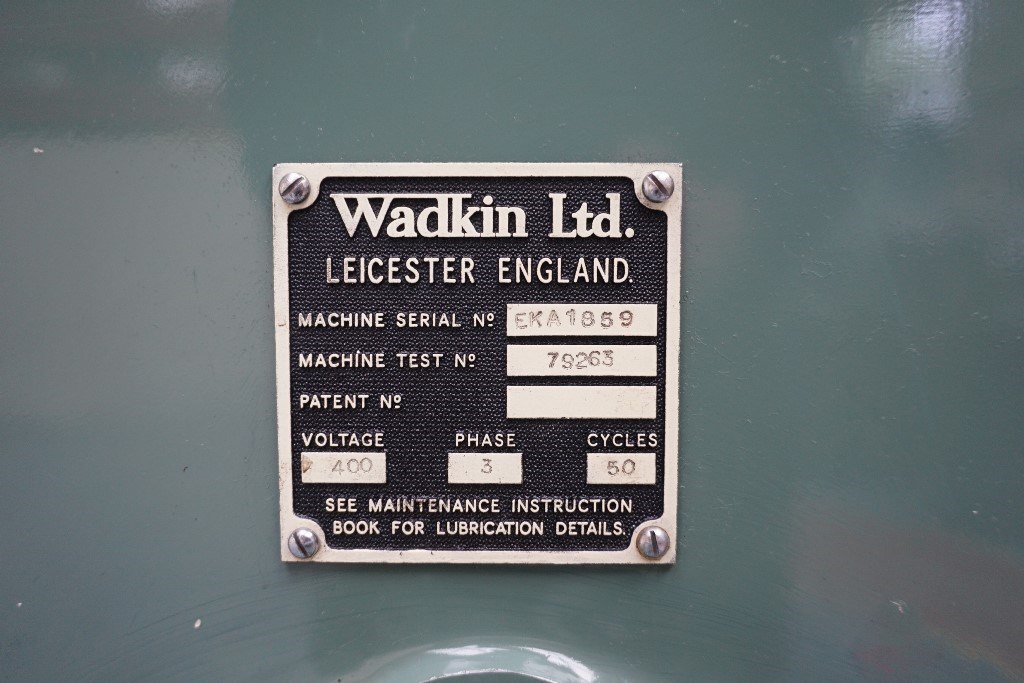 Wadkin Ltd.
LEICESTER ENGLAND.
MACHINE SERIAL Nº EKA1859
MACHINE TEST Nº 79263
PATENT Nº
VOLTAGE PHASE CYCLES
400 3 50
SEE MAINTENANCE INSTRUCTION
BOOK FOR LUBRICATION DETAILS.